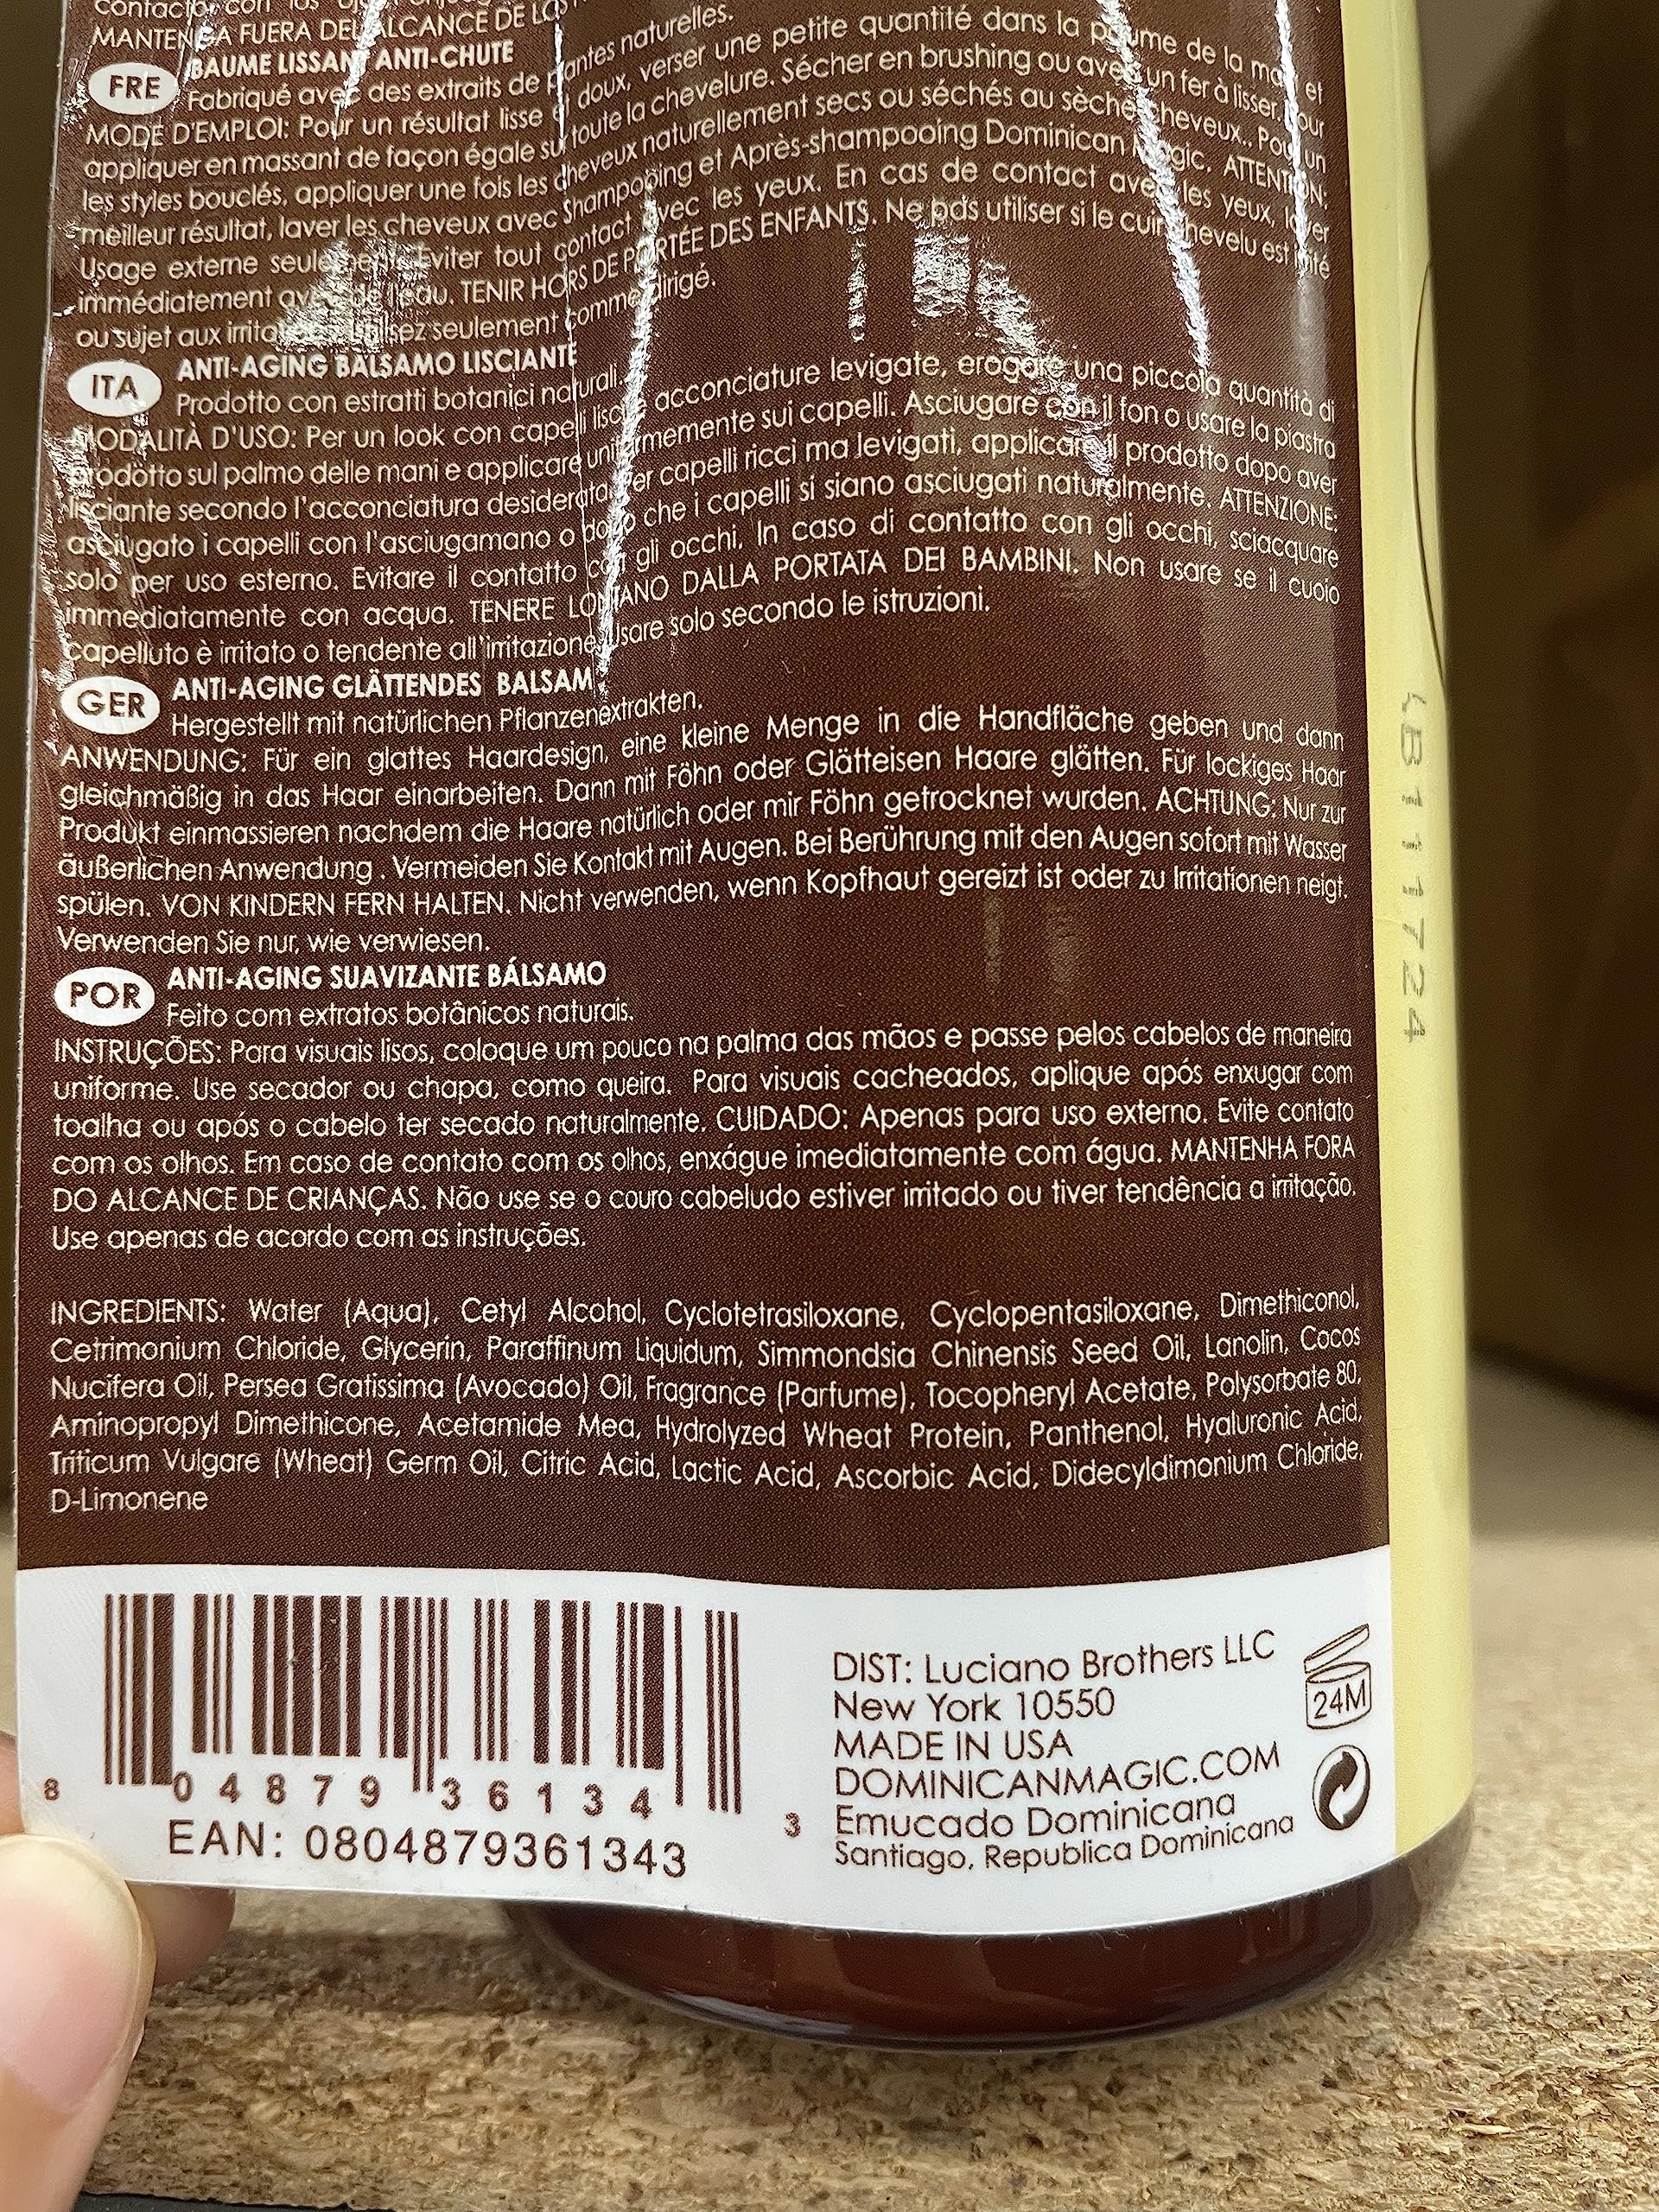 MANTENGA FUERA DEL ALCANCE DE
FRE
BAUME LISSANT ANTI-CHUTE
Fabriqué avec des extraits de plantes naturelles.
MODE D'EMPLOI: Pour un résultat lisse et doux, verser une petite quantité dans la paume de la main et
appliquer en massant de façon égale sur toute la chevelure. Sécher en brushing ou avec un fer à lisser. Pour
les styles bouclés, appliquer une fois les cheveux naturellement secs ou séchés au sèche-cheveux.. Pour un
meilleur résultat, laver les cheveux avec Shampooing et Après-shampooing Dominican Magic. ATTENTION:
Usage externe seulement. Eviter tout contact avec les yeux. En cas de contact avec les yeux, laver
immédiatement avec de l'eau. TENIR HORS DE PORTÉE DES ENFANTS. Ne pas utiliser si le cuir chevelu est irrité
ou sujet aux seulement comme dirigé.
ITA
ANTI-AGING BALSAMO LISCIANTE
Prodotto con estratti botanici naturali.
MODALITÀ D'USO: Per un look con capelli lisci e acconciature levigate, erogare una piccola quantità di
prodotto sul palmo delle mani e applicare uniformemente sui capelli. Asciugare con il fon o usare la piastra
lisciante secondo l'acconciatura desiderata. Per capelli ricci ma levigati, applicare il prodotto dopo aver
asciugato i capelli con l'asciugamano o dopo che i capelli si siano asciugati naturalmente. ATTENZIONE:
solo per uso esterno. Evitare il contatto con gli occhi. In caso di contatto con gli occhi, sciacquare
immediatamente con acqua. TENERE LONTANO DALLA PORTATA DEI BAMBINI. Non usare se il cuoio
capelluto è irritato o tendente all'irritazione. Usare solo secondo le istruzioni.
GER
ANTI-AGING GLÄTTENDES BALSAM
Hergestellt mit natürlichen Pflanzenextrakten.
ANWENDUNG: Für ein glattes Haardesign, eine kleine Menge in die Handfläche geben und dann
gleichmäßig in das Haar einarbeiten. Dann mit Föhn oder Glätteisen Haare glätten. Für lockiges Haar
Produkt einmassieren nachdem die Haare natürlich oder mir Föhn getrocknet wurden. ACHTUNG: Nur zur
äußerlichen Anwendung . Vermeiden Sie Kontakt mit Augen. Bei Berührung mit den Augen sofort mit Wasser
spülen. VON KINDERN FERN HALTEN. Nicht verwenden, wenn Kopfhaut gereizt ist oder zu Irritationen neigt.
Verwenden Sie nur, wie verwiesen.
POR
ANTI-AGING SUAVIZANTE BÁLSAMO
Feito com extratos botânicos naturais.
INSTRUÇÕES: Para visuais lisos, coloque um pouco na palma das mãos e passe pelos cabelos de maneira
uniforme. Use secador ou chapa, como queira. Para visuais cacheados, aplique após enxugar com
toalha ou após o cabelo ter secado naturalmente. CUIDADO: Apenas para uso externo. Evite contato
com os olhos. Em caso de contato com os olhos, enxágue imediatamente com água. MANTENHA FORA
DO ALCANCE DE CRIANÇAS. Não use se o couro cabeludo estiver irritado ou tiver tendência a irritação.
Use apenas de acordo com as instruções.
INGREDIENTS: Water (Aqua), Cetyl Alcohol, Cyclotetrasiloxane, Cyclopentasiloxane, Dimethiconol,
Cetrimonium Chloride, Glycerin, Paraffinum Liquidum, Simmondsia Chinensis Seed Oil, Lanolin, Cocos
Nucifera Oil, Persea Gratissima (Avocado) Oil, Fragrance (Parfume), Tocopheryl Acetate, Polysorbate 80,
Aminopropyl Dimethicone, Acetamide Mea, Hydrolyzed Wheat Protein, Panthenol, Hyaluronic Acid,
Triticum Vulgare (Wheat) Germ Oil, Citric Acid, Lactic Acid, Ascorbic Acid, Didecyldimonium Chloride,
D-Limonene
8 04879 36134 3
EAN: 0804879361343
DIST: Luciano Brothers LLC
New York 10550
MADE IN USA
DOMINICANMAGIC.COM
Emucado Dominicana
Santiago, Republica Dominicana
24M